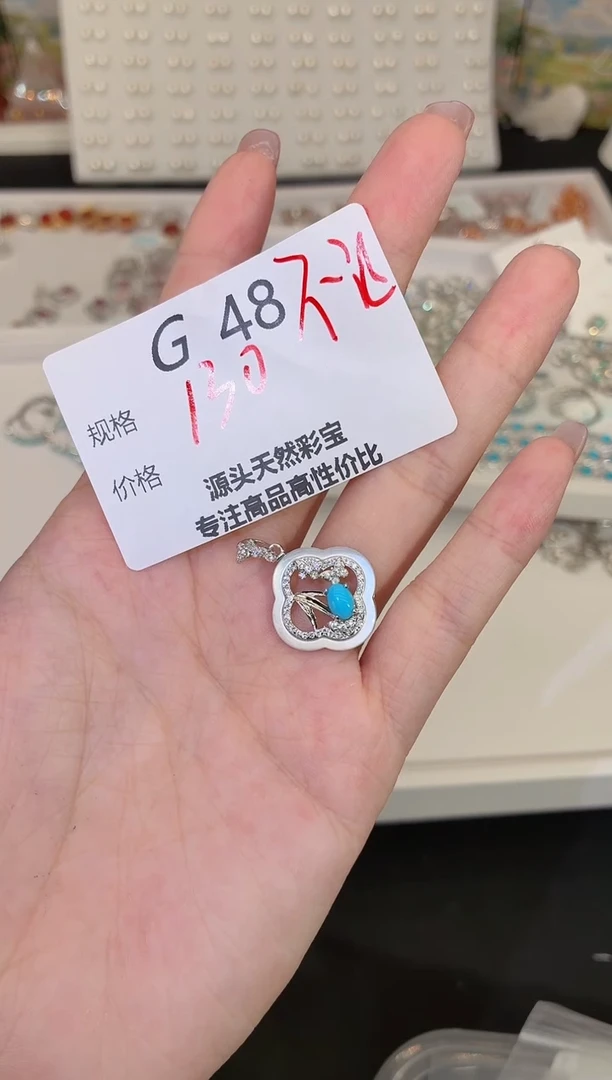 G 48 不退
130
规格
价格
源头天然彩宝
专注高品高性价比